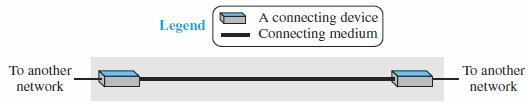 Legend
A connecting device
Connecting medium
To another
network
To another
network